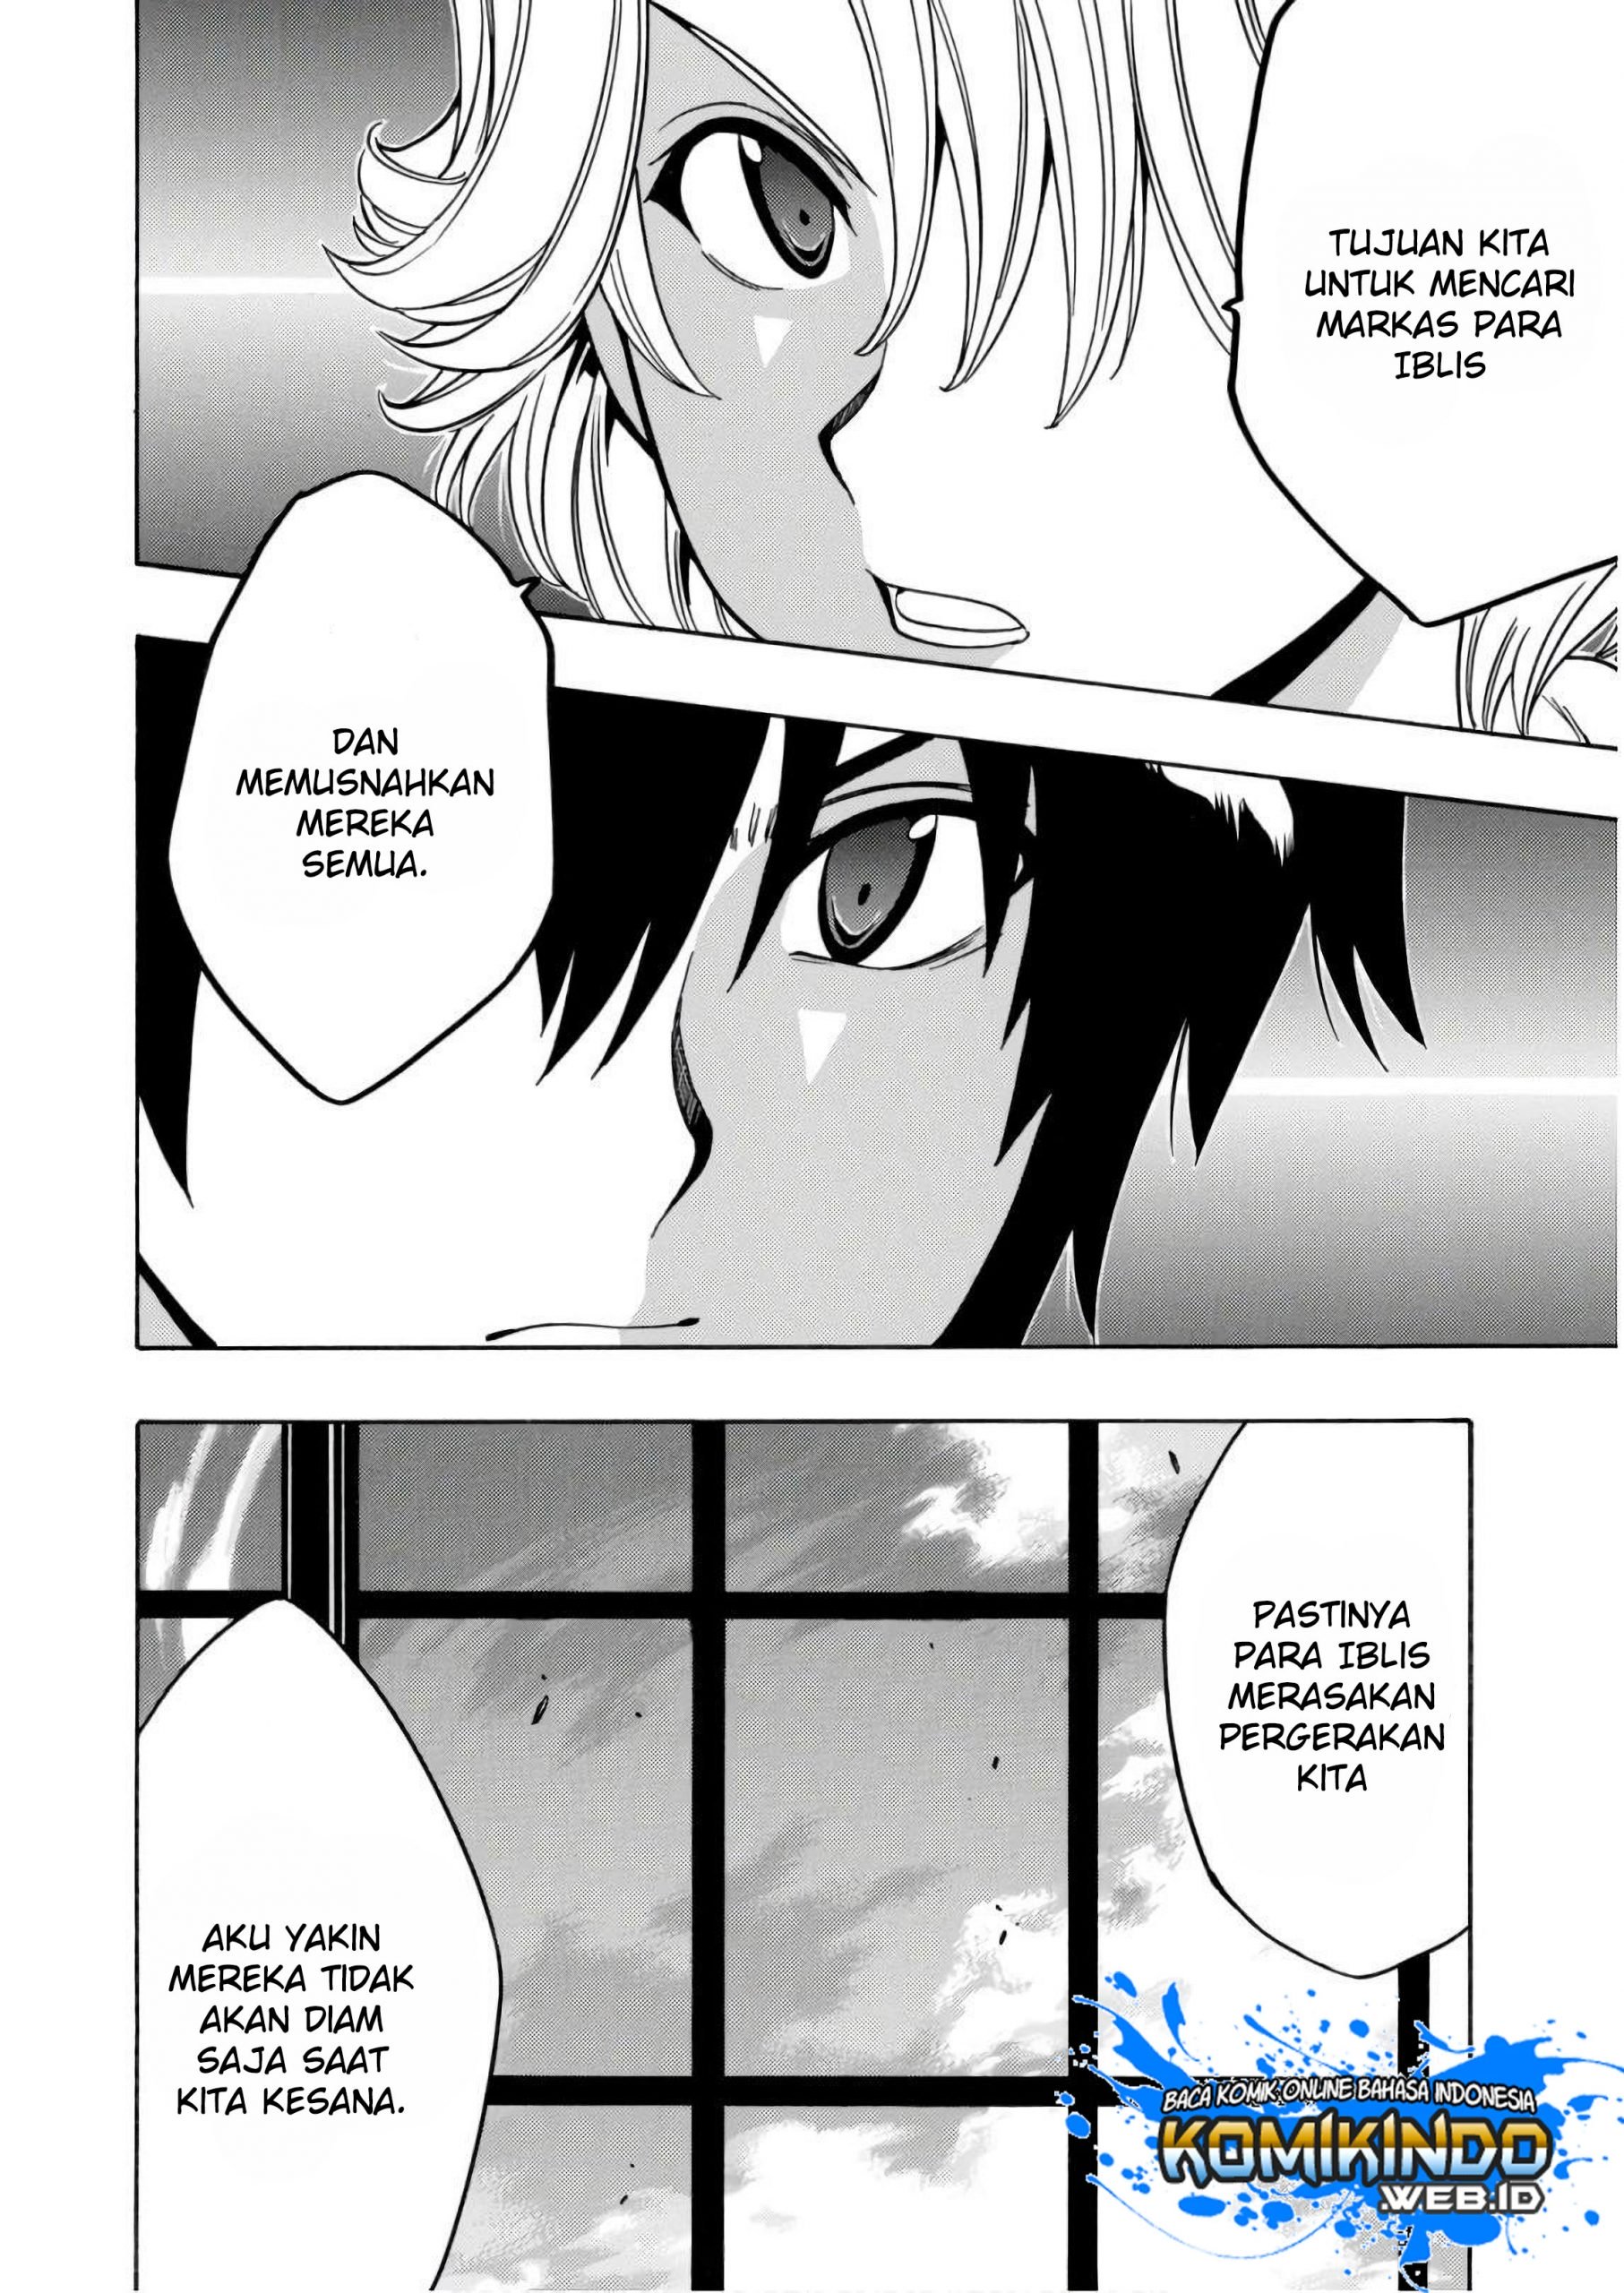 TUJUAN KITA
UNTUK MENCARI
MARKAS PARA
IBLIS
DAN
MEMUSNAHKAN
MEREKA
SEMUA.
PASTINYA
PARA IBLIS
MERASAKAN
PERGERAKAN
KITA
AKU YAKIN
MEREKA TIDAK
AKAN DIAM
SAJA SAAT
KITA KESANA.
BACA KOMIK ONLINE BAHASA INDONESIA
KOMIKINDO
.WEB.ID